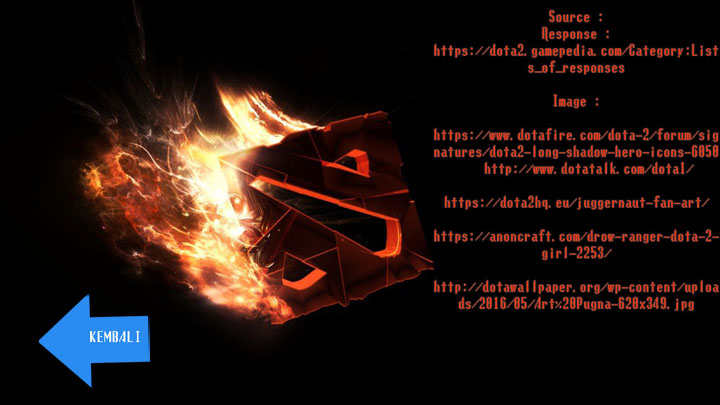 Source :
Response :
https://dota2.gamepedia.com/Category:List
s_of_responses
Image :
https://www.dotafire.com/dota-2/forum/sig
natures/dota2-long-shadow-hero-icons-6050
http://www.dotatalk.com/dota1/
https://dota2hq.eu/juggernaut-fan-art/
https://anoncraft.com/drow-ranger-dota-2-
girl-2253/
http://dotawallpaper.org/wp-content/uploa
ds/2016/05/Art%20Pugna-620x349.jpg
KEMBALI